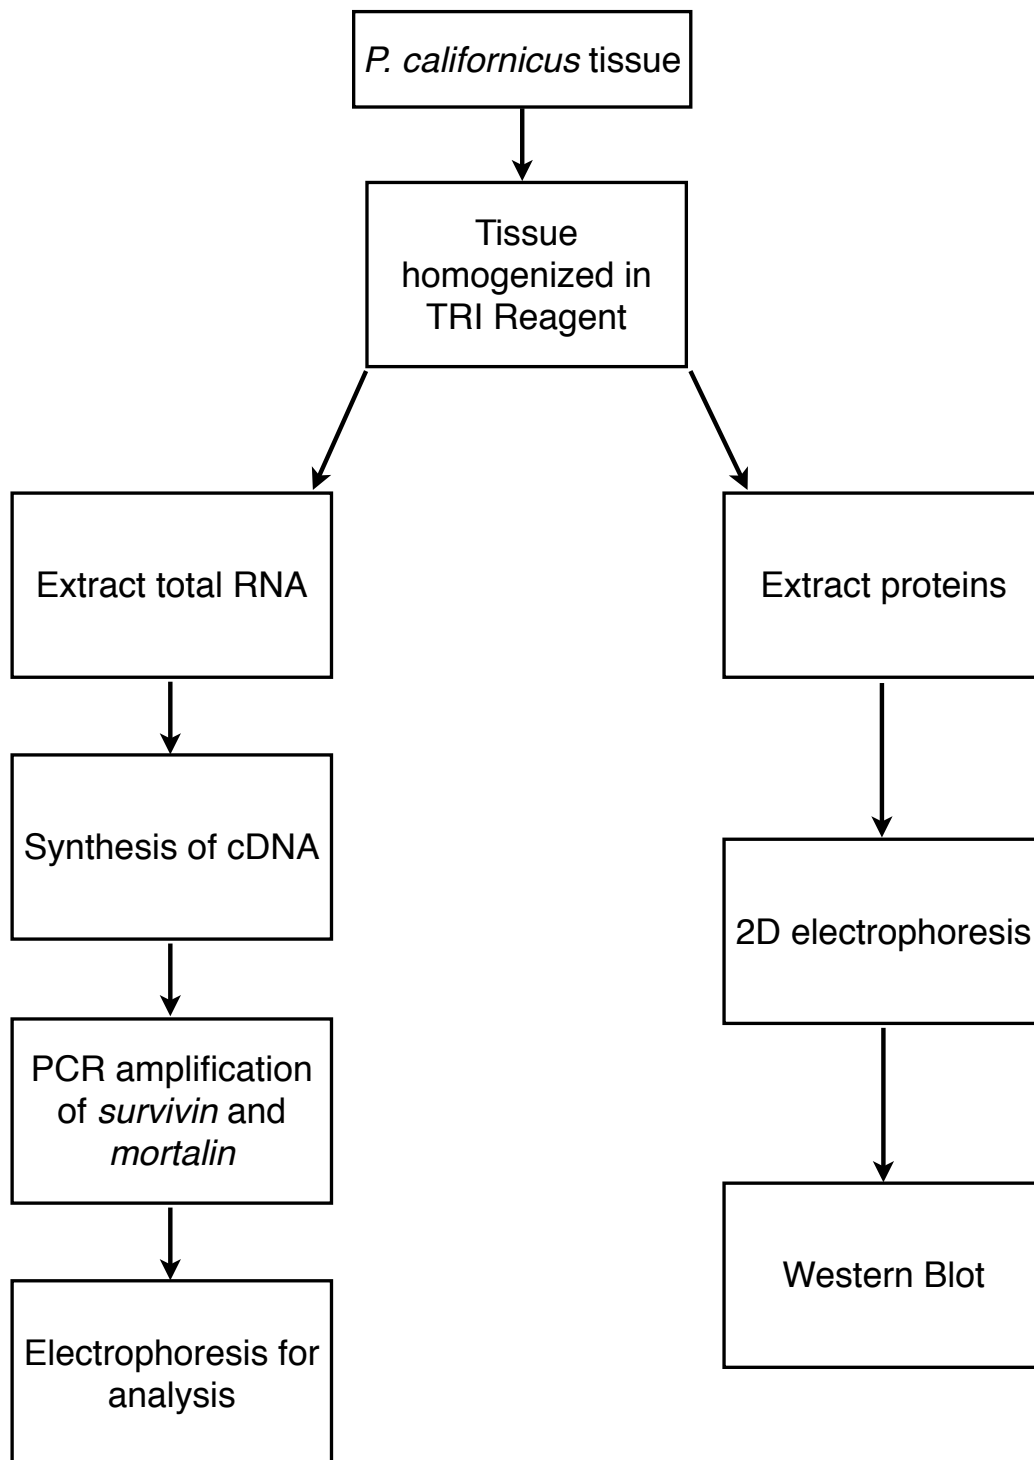 P. californicus tissue
Tissue
homogenized in
TRI Reagent
Extract total RNA
Extract proteins
Synthesis of cDNA
2D electrophoresis
PCR amplification
of survivin and
mortalin
Western Blot
Electrophoresis for
analysis